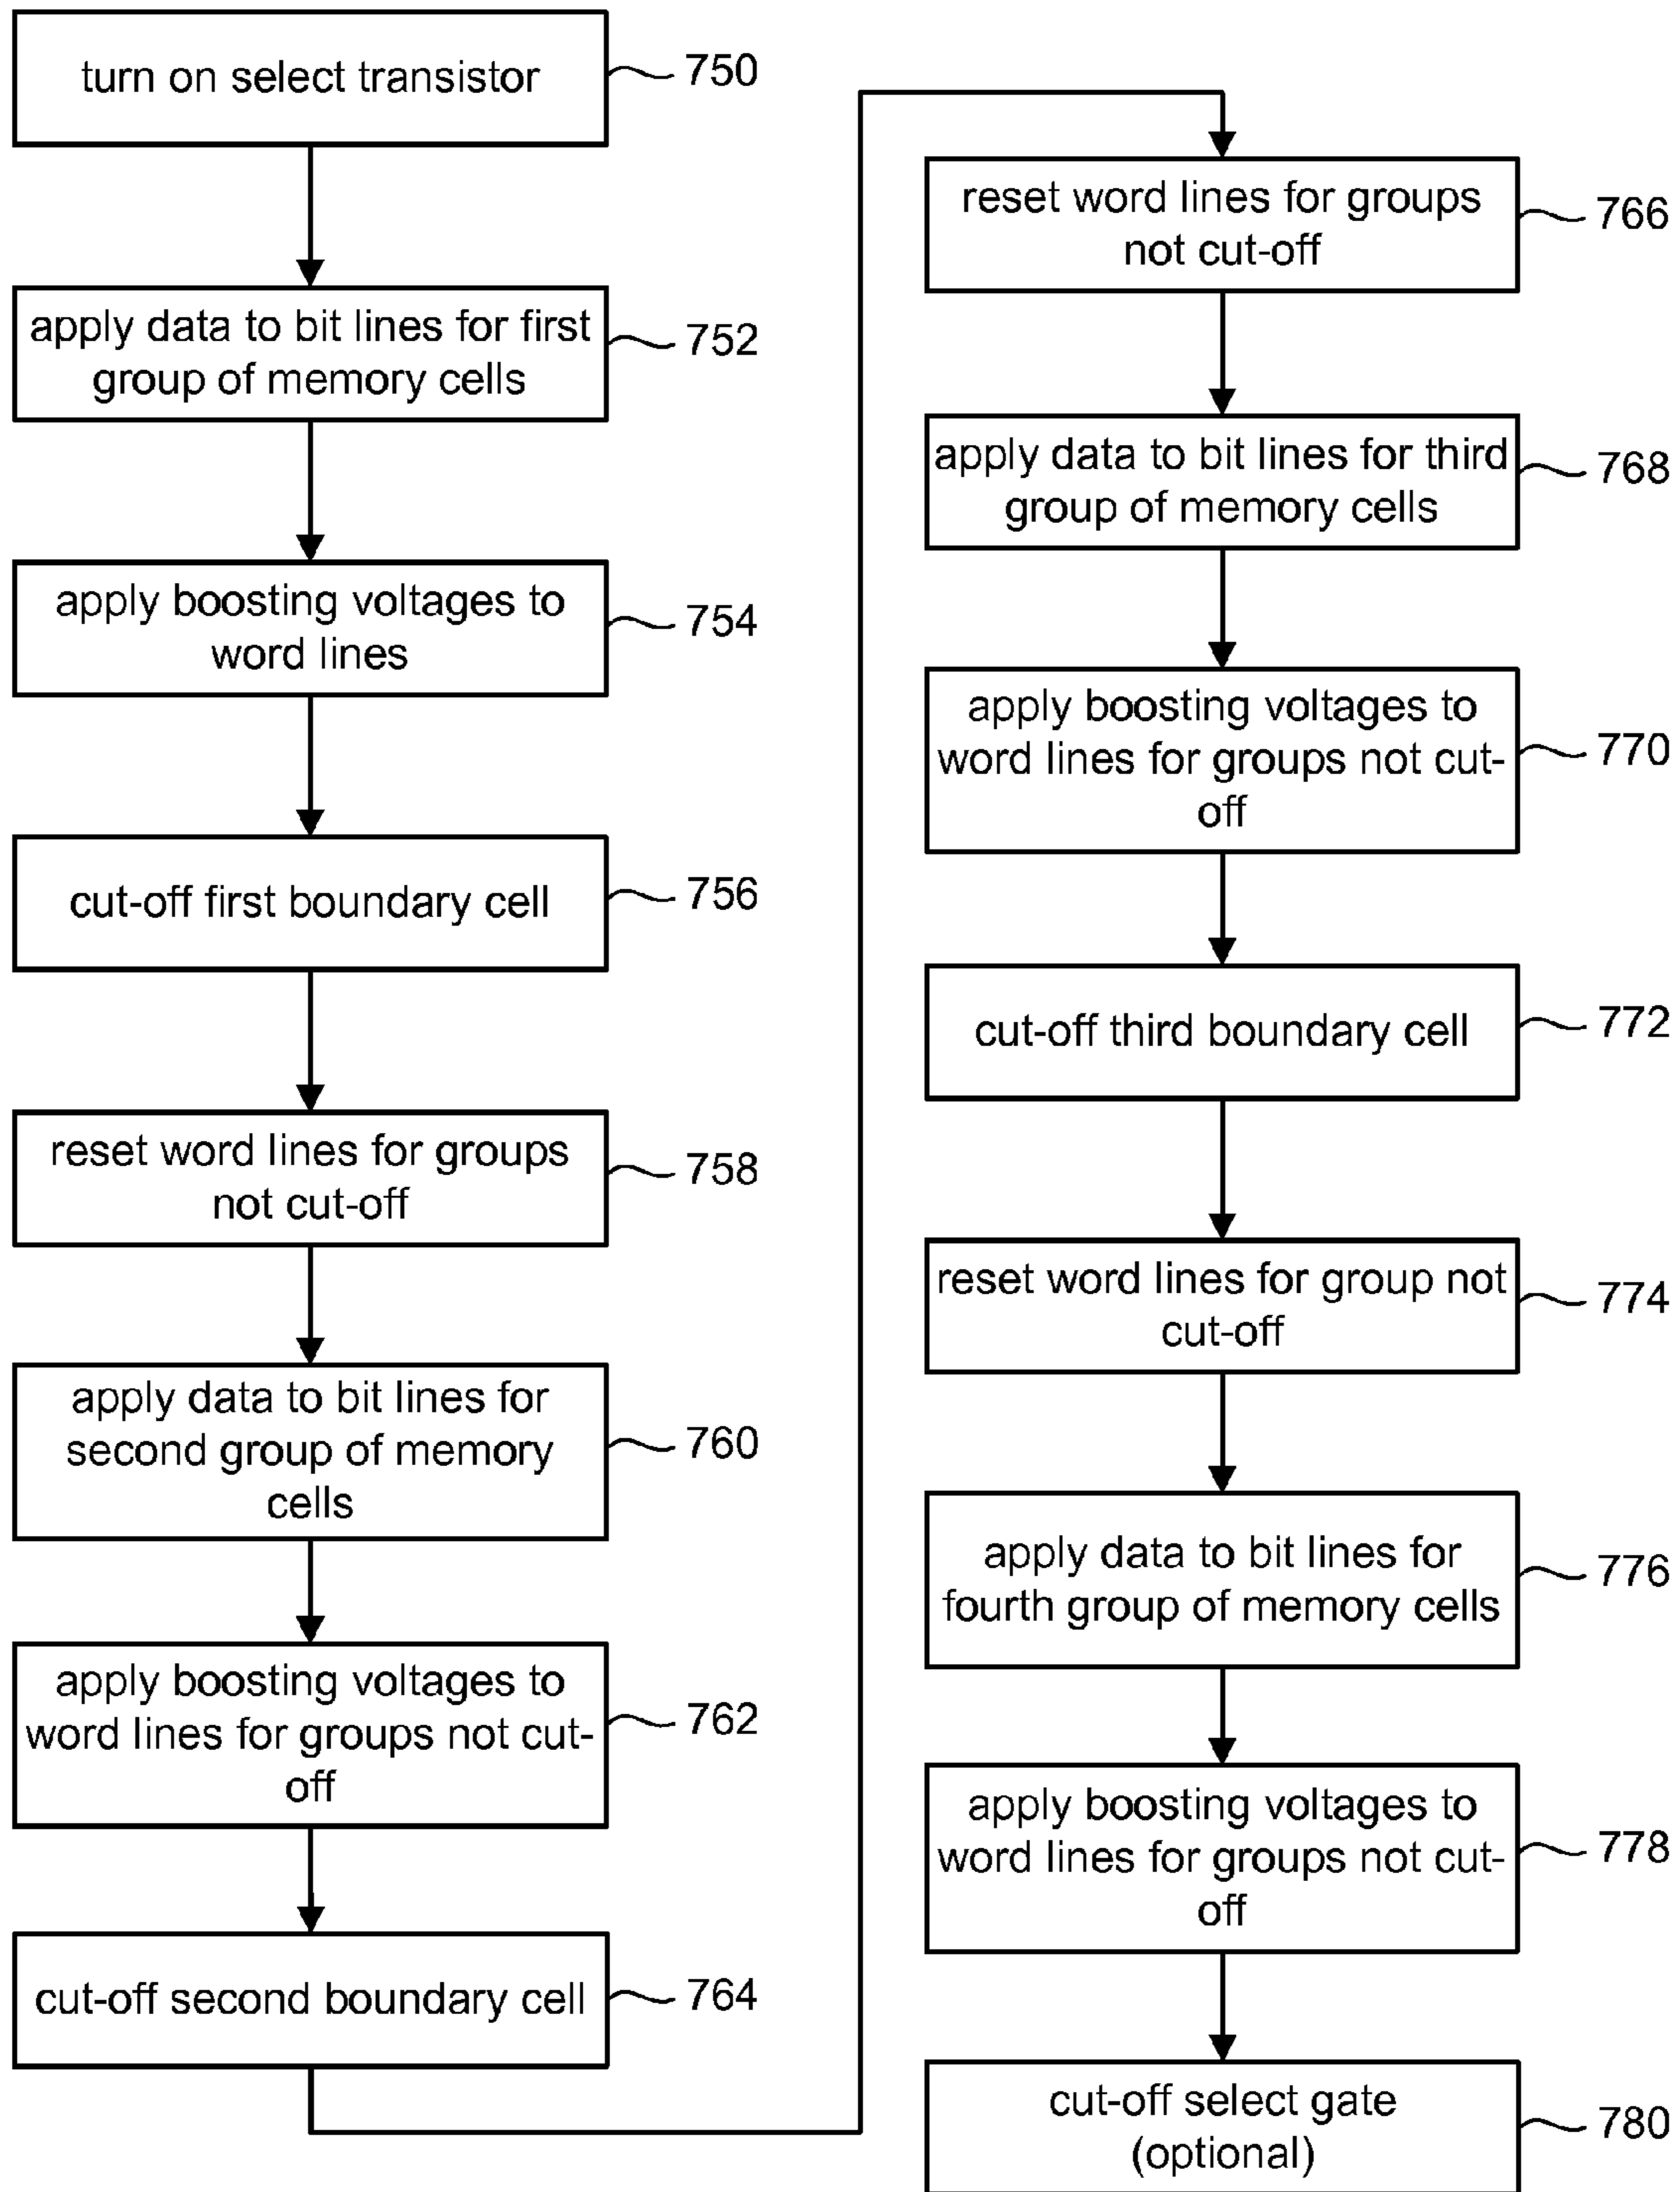 turn on select transistor
750
apply data to bit lines for first
group of memory cells
752
apply boosting voltages to
word lines
754
cut-off first boundary cell
756
reset word lines for groups
not cut-off
758
apply data to bit lines for
second group of memory
cells
760
apply boosting voltages to
word lines for groups not cut-
off
762
cut-off second boundary cell
764
reset word lines for groups
not cut-off
766
apply data to bit lines for third
group of memory cells
768
apply boosting voltages to
word lines for groups not cut-
off
770
cut-off third boundary cell
772
reset word lines for group not
cut-off
774
apply data to bit lines for
fourth group of memory cells
776
apply boosting voltages to
word lines for groups not cut-
off
778
cut-off select gate
(optional)
780